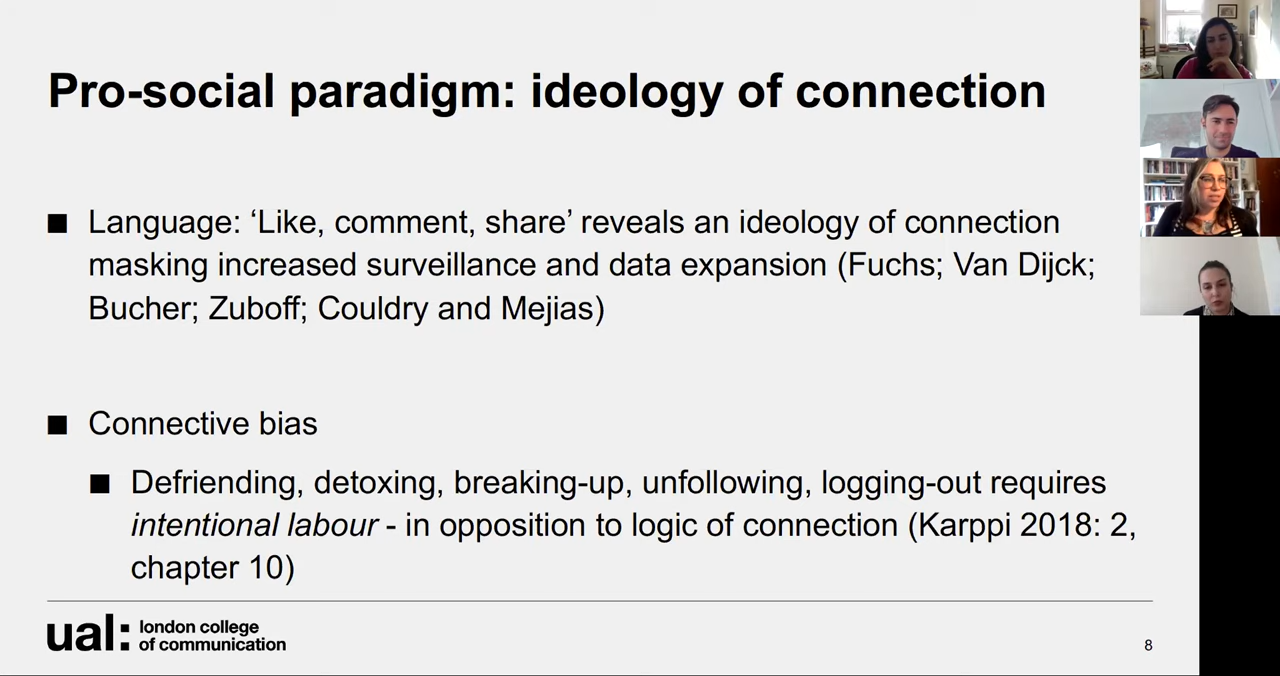 Pro-social paradigm: ideology of connection
■ Language: ‘Like, comment, share’ reveals an ideology of connection
masking increased surveillance and data expansion (Fuchs; Van Dijck;
Bucher; Zuboff; Couldry and Mejias)
■ Connective bias
■ Defriending, detoxing, breaking-up, unfollowing, logging-out requires
intentional labour - in opposition to logic of connection (Karppi 2018: 2,
chapter 10)
ual: london college
of communication
8